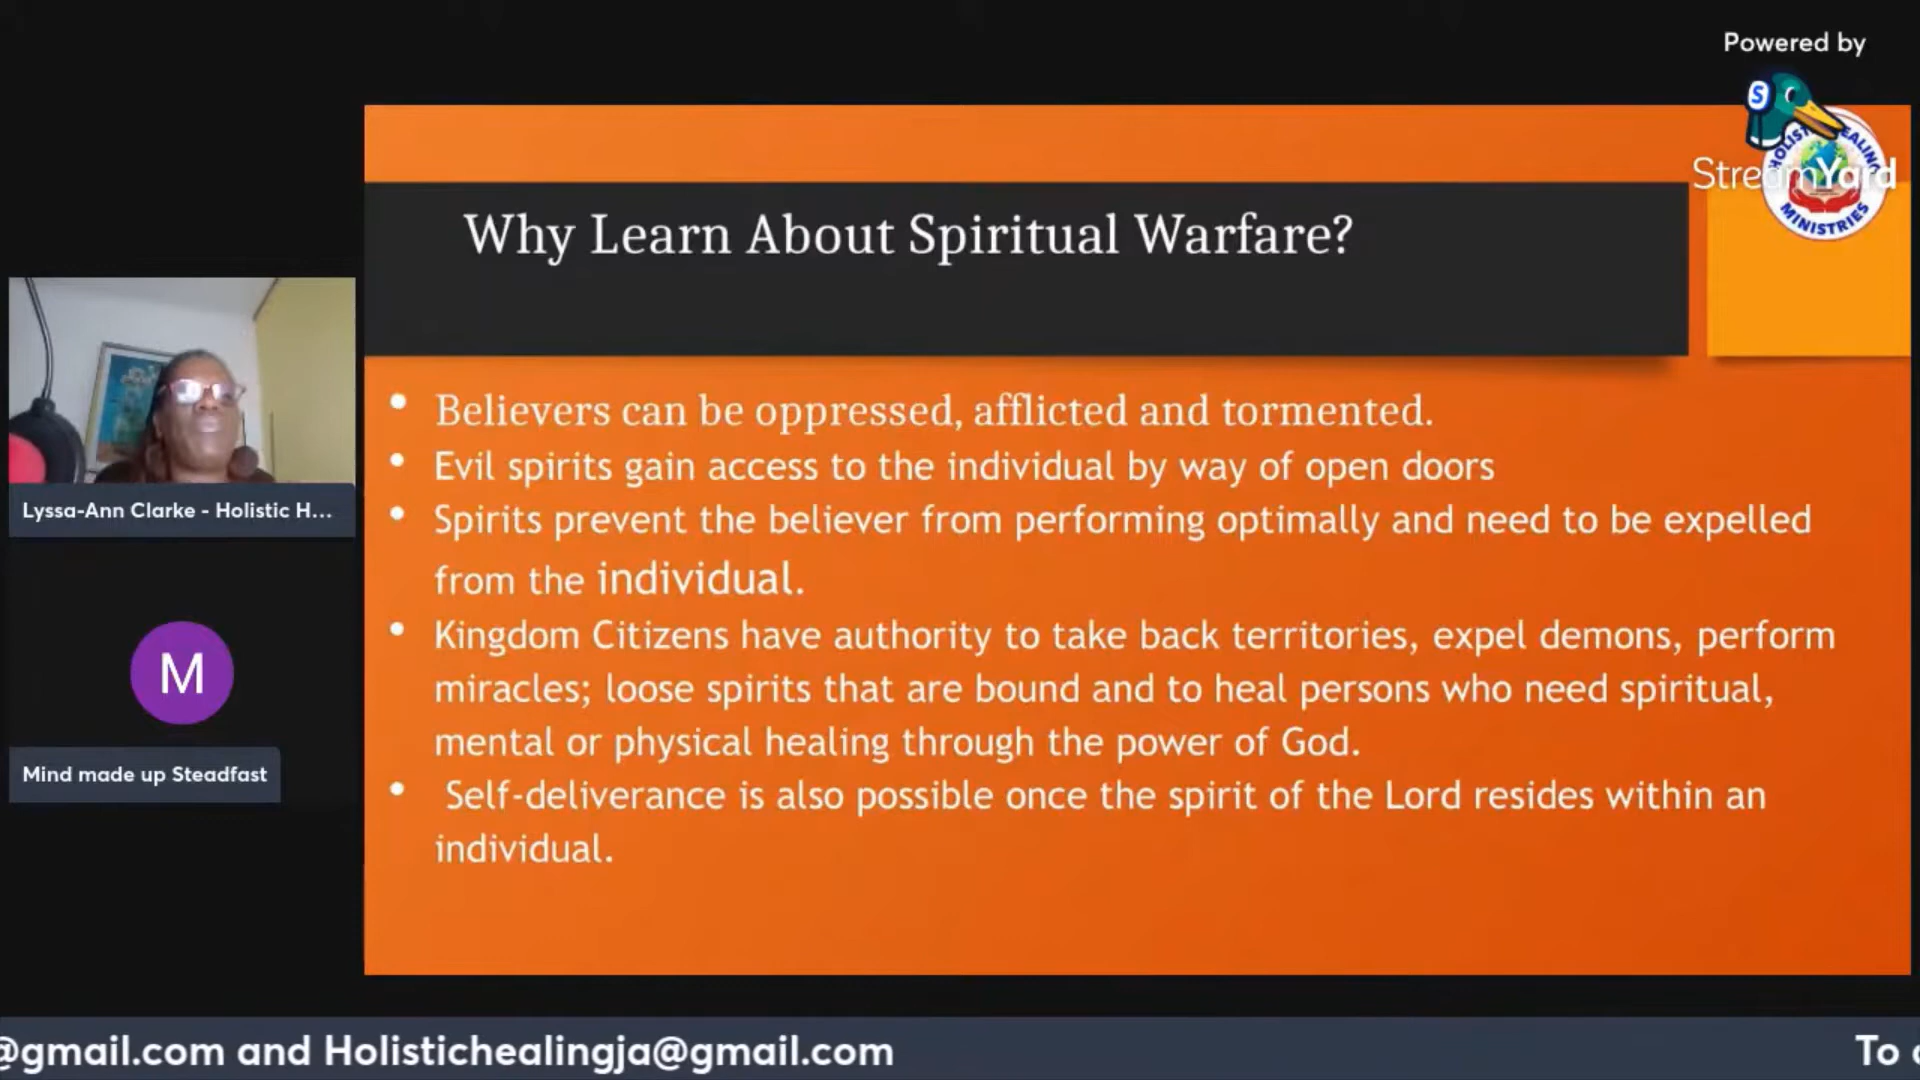 Powered by
StreamYard
HOLISTIC HEALING
MINISTRIES
Why Learn About Spiritual Warfare?
• Believers can be oppressed, afflicted and tormented.
• Evil spirits gain access to the individual by way of open doors
• Spirits prevent the believer from performing optimally and need to be expelled
from the individual.
• Kingdom Citizens have authority to take back territories, expel demons, perform
miracles; loose spirits that are bound and to heal persons who need spiritual,
mental or physical healing through the power of God.
• Self-deliverance is also possible once the spirit of the Lord resides within an
individual.
Lyssa-Ann Clarke - Holistic H...
M
Mind made up Steadfast
@gmail.com and Holistichealingja@gmail.com
To